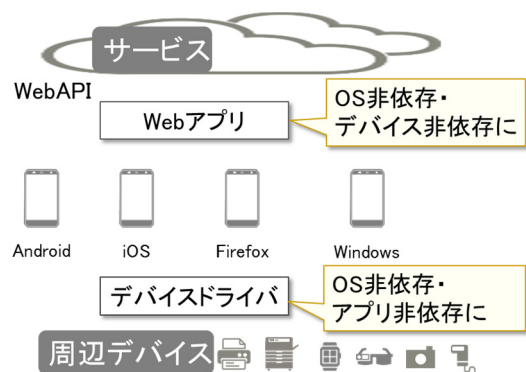 サービス
WebAPI
Webアプリ
OS非依存・
デバイス非依存に
Android
iOS
Firefox
Windows
デバイスドライバ
OS非依存・
アプリ非依存に
周辺デバイス